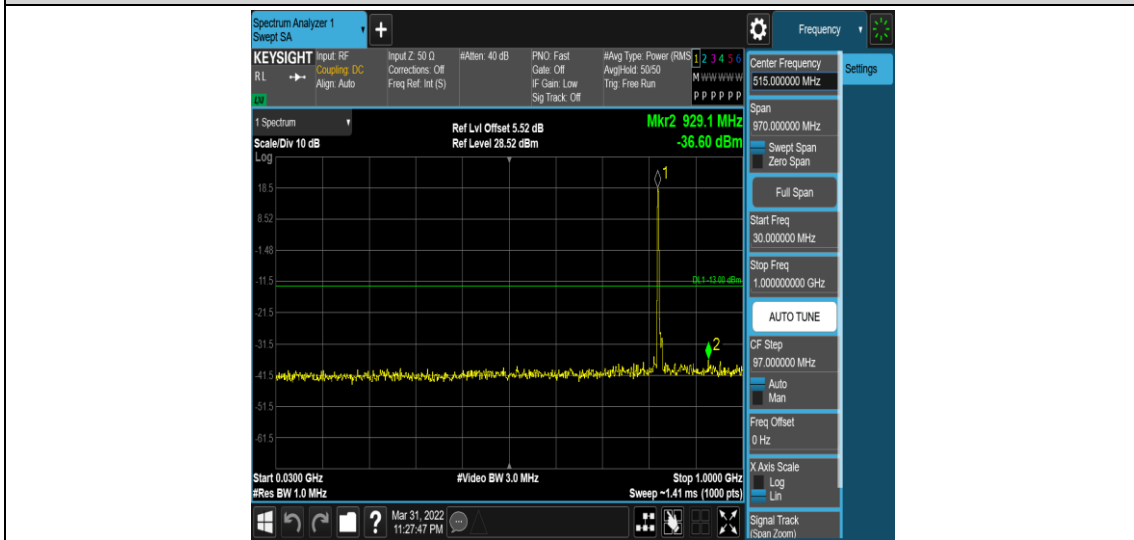 Spectrum Analyzer 1
Swept SA
+
Frequency
KEYSIGHT
RL
LNI
Input: RF
Coupling: DC
Align: Auto
Input Z: 50 Ω
Corrections: Off
Freq Ref: Int (S)
#Atten: 40 dB
PNO: Fast
Gate: Off
IF Gain: Low
Sig Track: Off
#Avg Type: Power (RMS
Avg|Hold: 50/50
Trig: Free Run
1 2 3 4 5 6
M W W W W W
P P P P P P
Center Frequency
515.000000 MHz
Settings
Span
970.000000 MHz
Swept Span
Zero Span
Full Span
Start Freq
30.000000 MHz
Stop Freq
1.000000000 GHz
AUTO TUNE
CF Step
97.000000 MHz
Auto
Man
Freq Offset
0 Hz
X Axis Scale
Log
Lin
Signal Track
(Span Zoom)
1 Spectrum
Scale/Div 10 dB
Ref Lvl Offset 5.52 dB
Ref Level 28.52 dBm
Mkr2 929.1 MHz
-36.60 dBm
Log
1
18.5
8.52
-1.48
-11.5
DL1 -13.00 dBm
-21.5
-31.5
2
-41.5
-51.5
-61.5
Start 0.0300 GHz
#Res BW 1.0 MHz
#Video BW 3.0 MHz
Stop 1.0000 GHz
Sweep ~1.41 ms (1000 pts)
?
Mar 31, 2022
11:27:47 PM